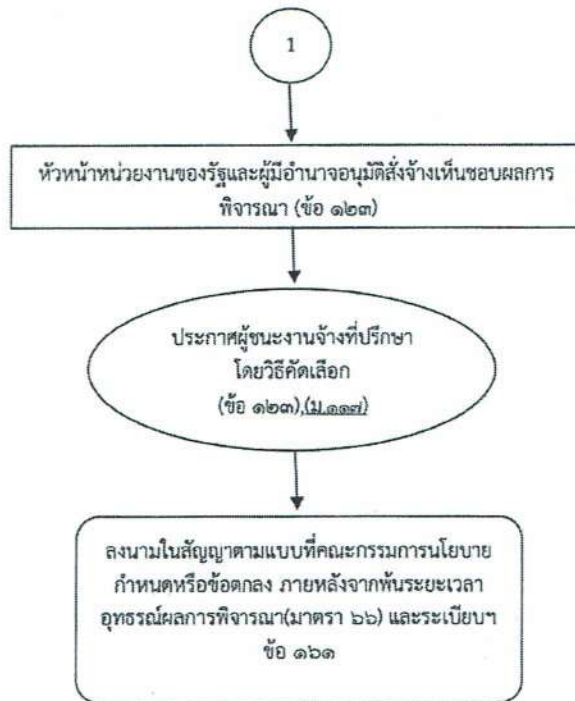 1
หัวหน้าหน่วยงานของรัฐและผู้มีอำนาจอนุมัติสั่งจ้างเห็นชอบผลการ
พิจารณา (ข้อ ๑๒๓)
ประกาศผู้ชนะงานจ้างที่ปรึกษา
โดยวิธีคัดเลือก
(ข้อ ๑๒๓),(ม.๑๑๗)
ลงนามในสัญญาตามแบบที่คณะกรรมการนโยบาย
กำหนดหรือข้อตกลง ภายหลังจากพ้นระยะเวลา
อุทธรณ์ผลการพิจารณา(มาตรา ๖๖) และระเบียบฯ
ข้อ ๑๖๑